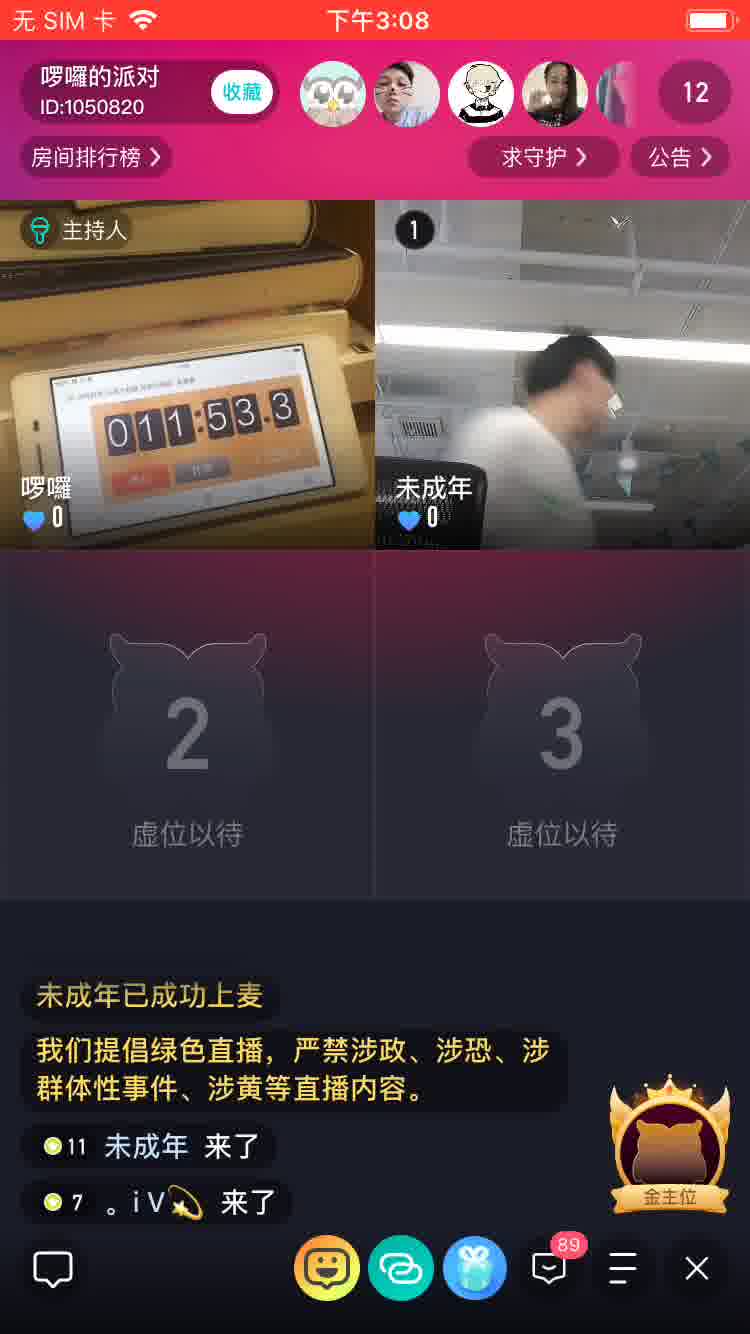 无 SIM 卡
下午3:08
啰囉的派对
ID:1050820
收藏
12
房间排行榜
求守护
公告
主持人
1
011:53.3
啰囉
0
未成年
0
2
3
虚位以待
虚位以待
未成年已成功上麦
我们提倡绿色直播，严禁涉政、涉恐、涉
群体性事件、涉黄等直播内容。
11 未成年 来了
7 。i V 来了
金主位
89